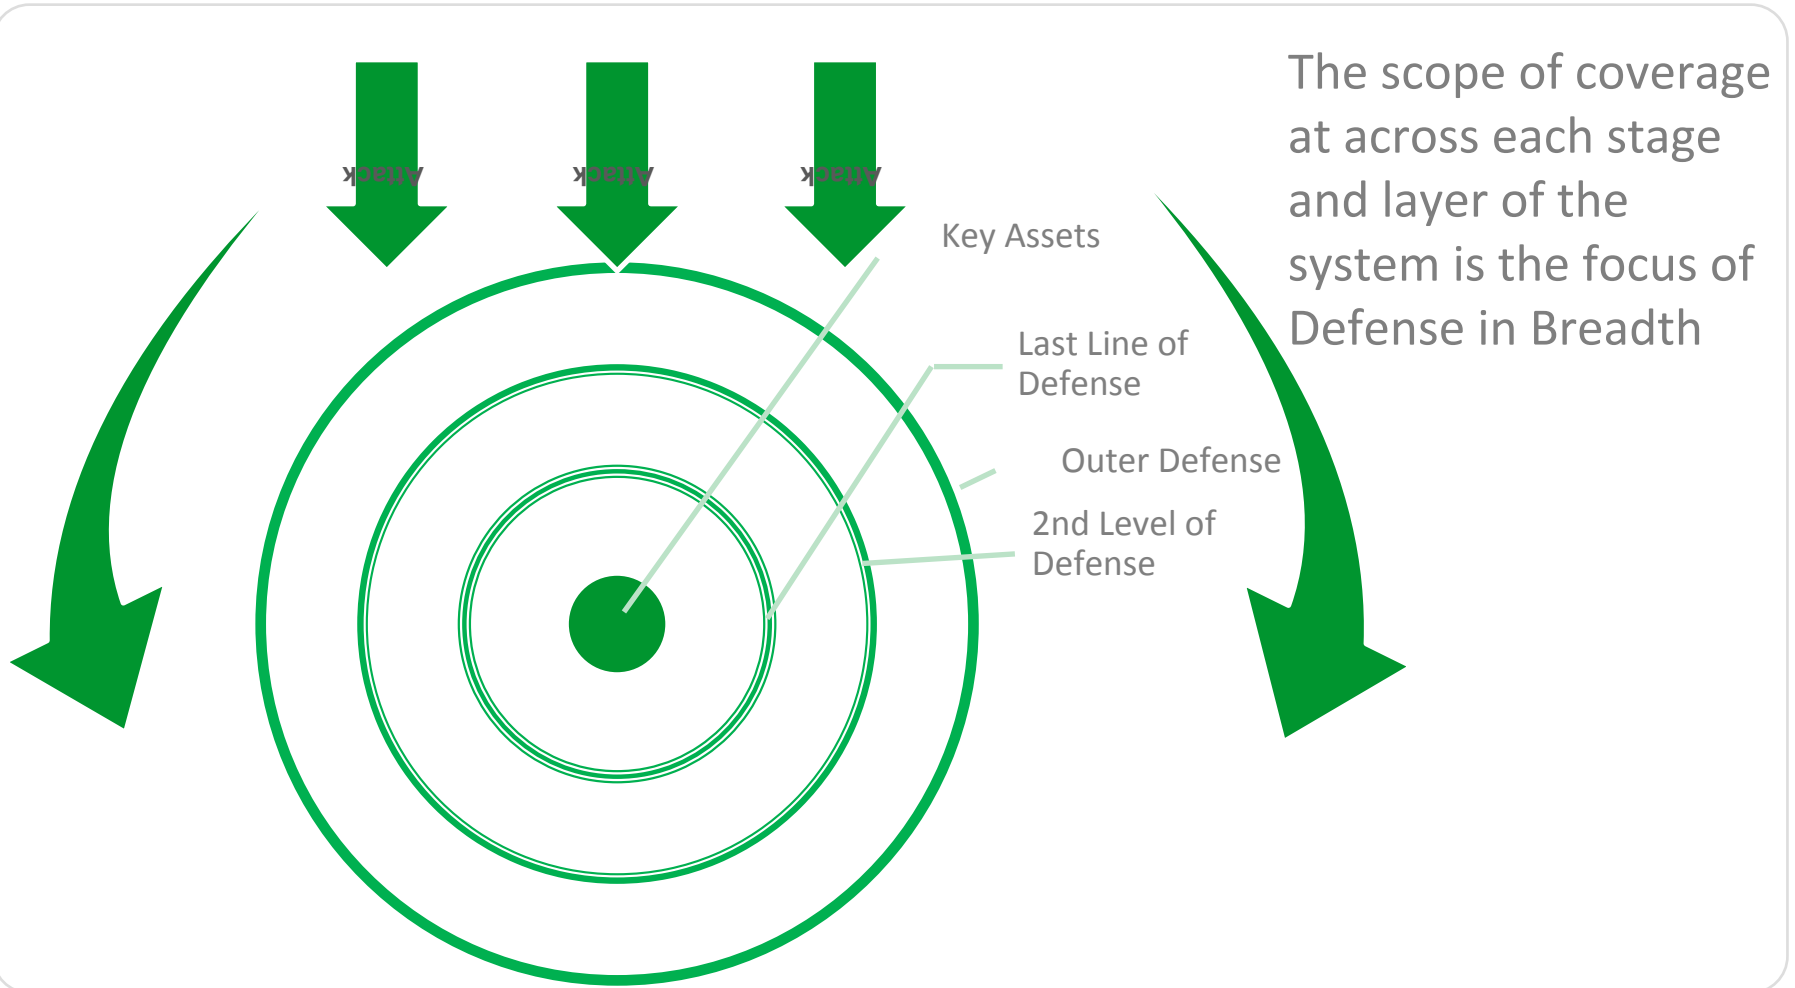 The scope of coverage
at across each stage
and layer of the
system is the focus of
Defense in Breadth
Attack
Attack
Attack
Key Assets
Last Line of
Defense
Outer Defense
2nd Level of
Defense